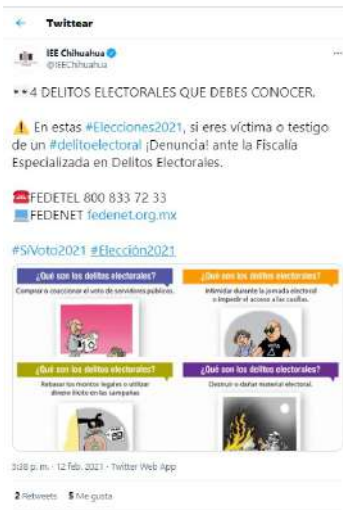 ← Twittear
IEE Chihuahua
@IEEChihuahua
**4 DELITOS ELECTORALES QUE DEBES CONOCER.
⚠ En estas #Elecciones2021, si eres víctima o testigo
de un #delitoelectoral ¡Denuncia! ante la Fiscalía
Especializada en Delitos Electorales.
☎FEDETEL 800 833 72 33
💻FEDENET fedenet.org.mx
#SíVoto2021 #Elección2021
¿Qué son los delitos electorales?
Comprar o coaccionar el voto de servidores públicos.
¿Qué son los delitos electorales?
Intimidar durante la jornada electoral
o impedir el acceso a las casillas.
¿Qué son los delitos electorales?
Rebasar los montos legales o utilizar
dinero ilícito en las campañas
¿Qué son los delitos electorales?
Destruir o dañar material electoral.
3:38 p. m. · 12 feb. 2021 · Twitter Web App
2 Retweets 5 Me gusta